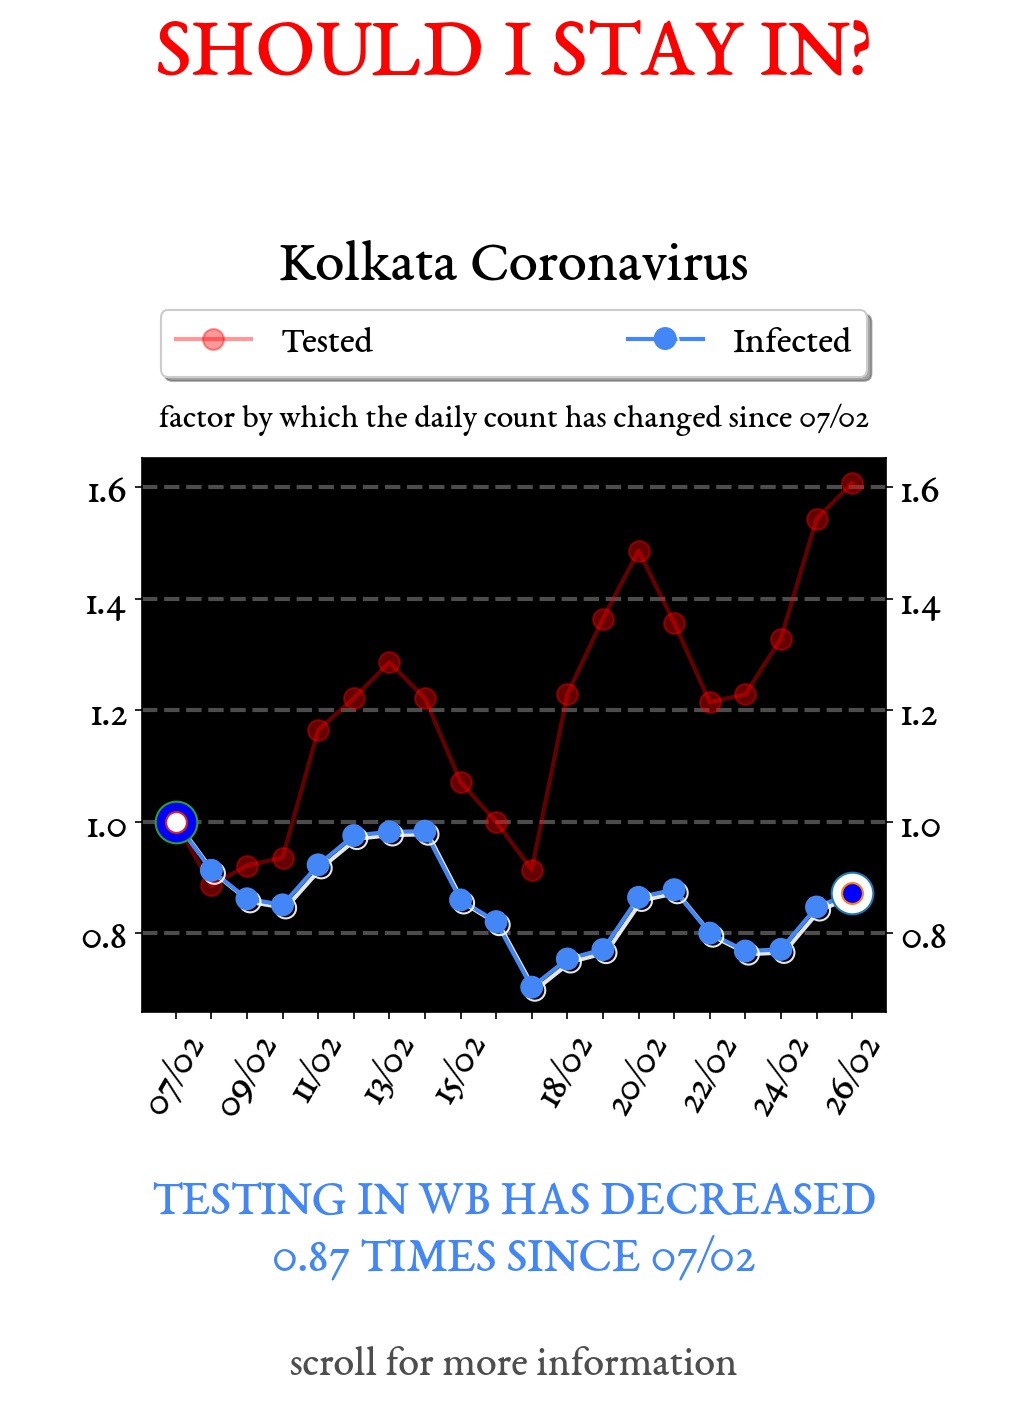 SHOULD I STAY IN?
Kolkata Coronavirus
Tested Infected
factor by which the daily count has changed since 07/02
1.6 1.6
1.4 1.4
1.2 1.2
1.0 1.0
0.8 0.8
07/02 09/02 11/02 13/02 15/02 18/02 20/02 22/02 24/02 26/02
TESTING IN WB HAS DECREASED
0.87 TIMES SINCE 07/02
scroll for more information